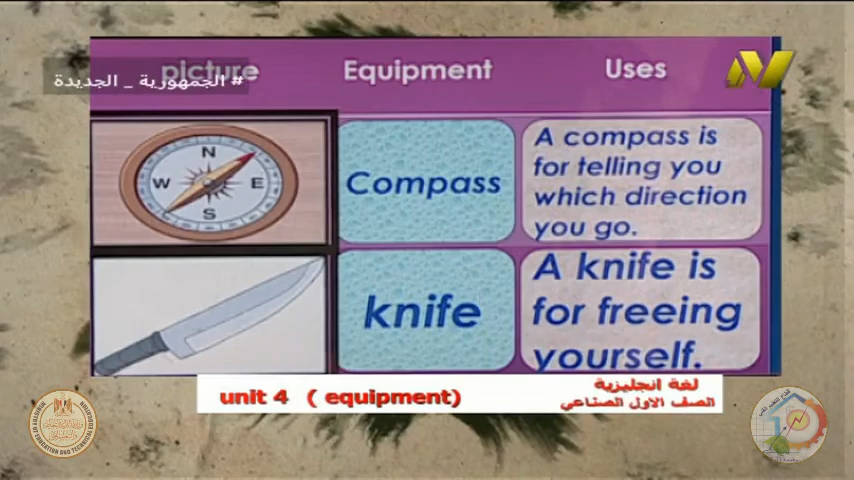 picture Equipment Uses
# الجمهورية _ الجديدة
N
W E
S
Compass
A compass is
for telling you
which direction
you go.
knife
A knife is
for freeing
yourself.
unit 4 ( equipment)
لغة انجليزية
الصف الاول الصناعي